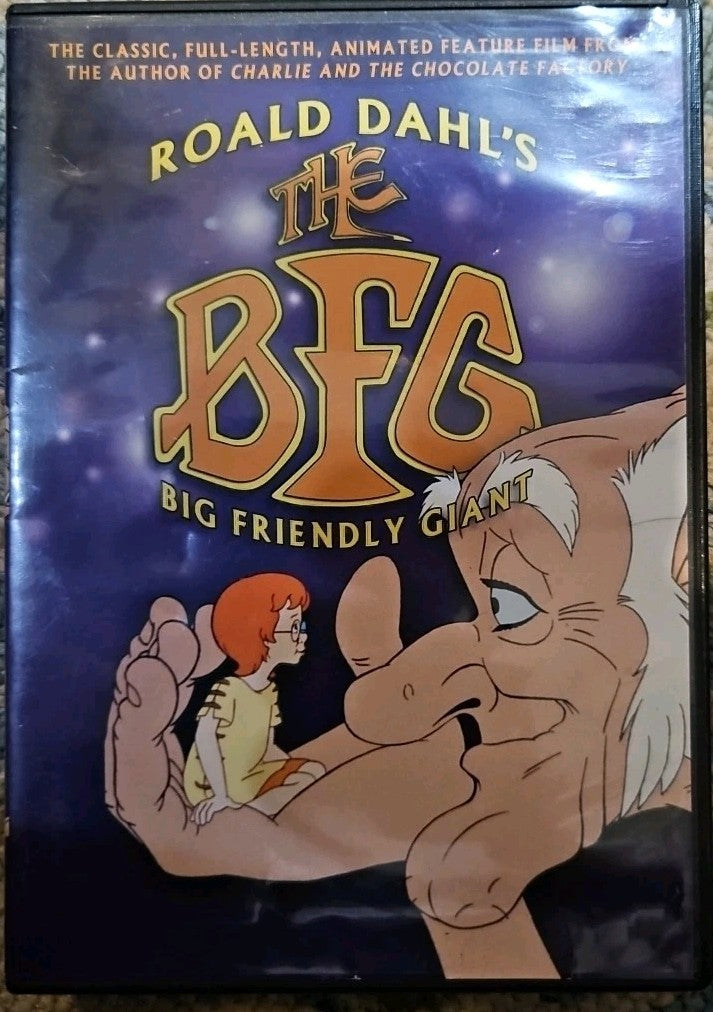 THE CLASSIC, FULL-LENGTH, ANIMATED FEATURE FILM FROM
THE AUTHOR OF CHARLIE AND THE CHOCOLATE FACTORY
ROALD DAHL'S
THE
BFG
BIG FRIENDLY GIANT